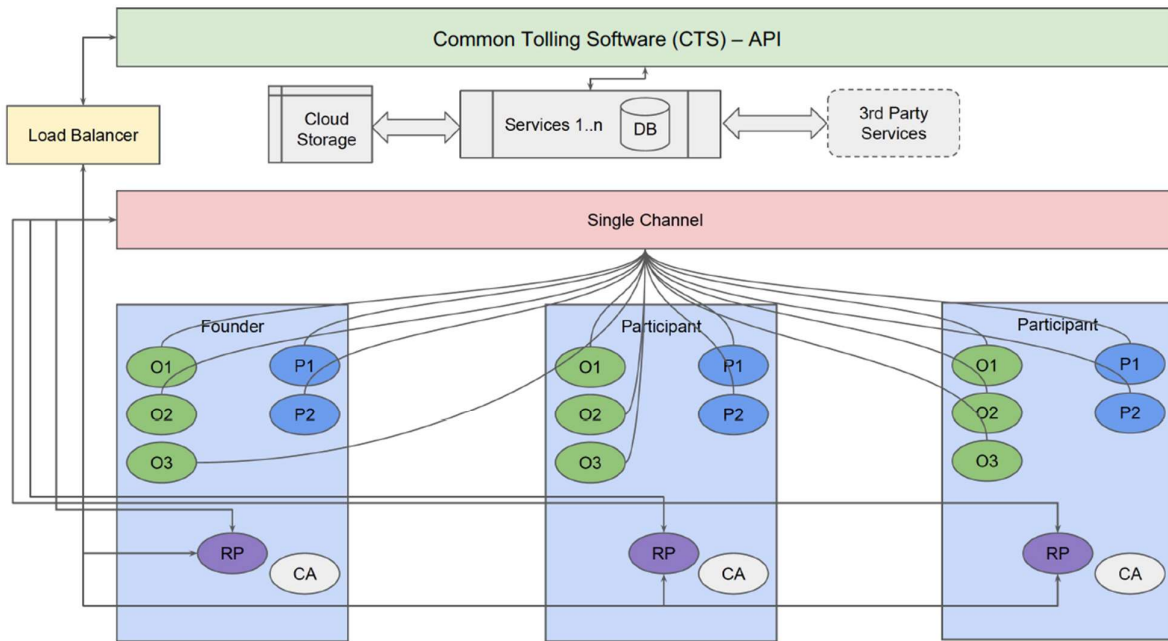 Common Tolling Software (CTS) – API
Load Balancer
Cloud
Storage
Services 1..n
DB
3rd Party
Services
Single Channel
Founder
O1
P1
O2
P2
O3
RP
CA
Participant
O1
P1
O2
P2
O3
RP
CA
Participant
O1
P1
O2
P2
O3
RP
CA